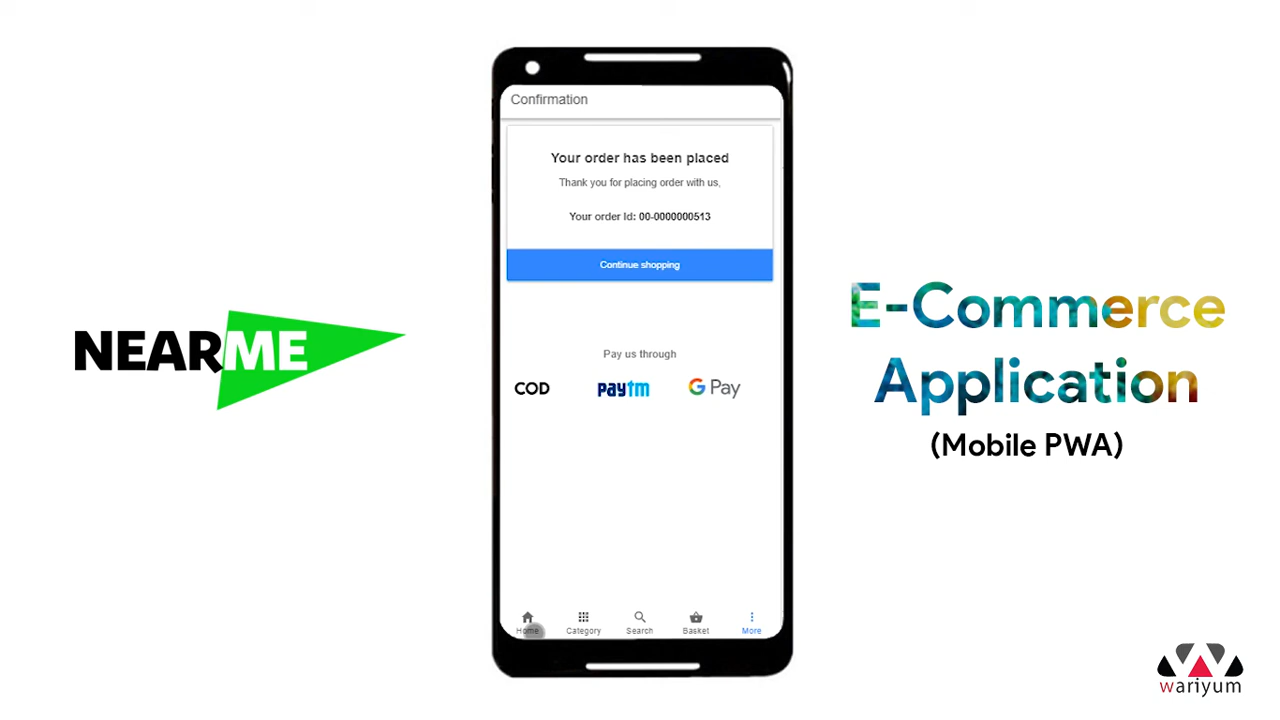 NEARME
Confirmation
Your order has been placed
Thank you for placing order with us,
Your order Id: 00-0000000513
Continue shopping
Pay us through
COD
paytm
G Pay
Home
Category
Search
Basket
More
E-Commerce
Application
(Mobile PWA)
wariyum